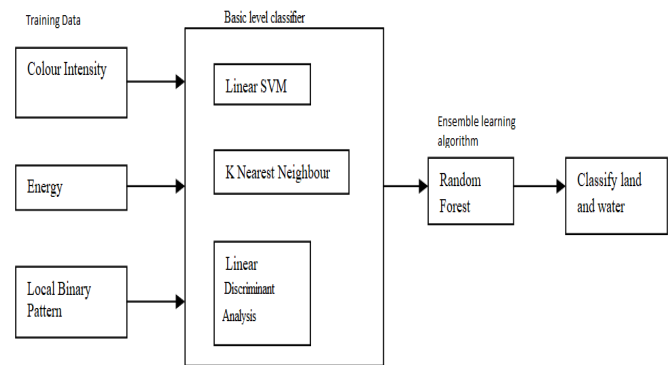 Training Data
Colour Intensity
Energy
Local Binary
Pattern
Basic level classifier
Linear SVM
K Nearest Neighbour
Linear
Discriminant
Analysis
Ensemble learning
algorithm
Random
Forest
Classify land
and water